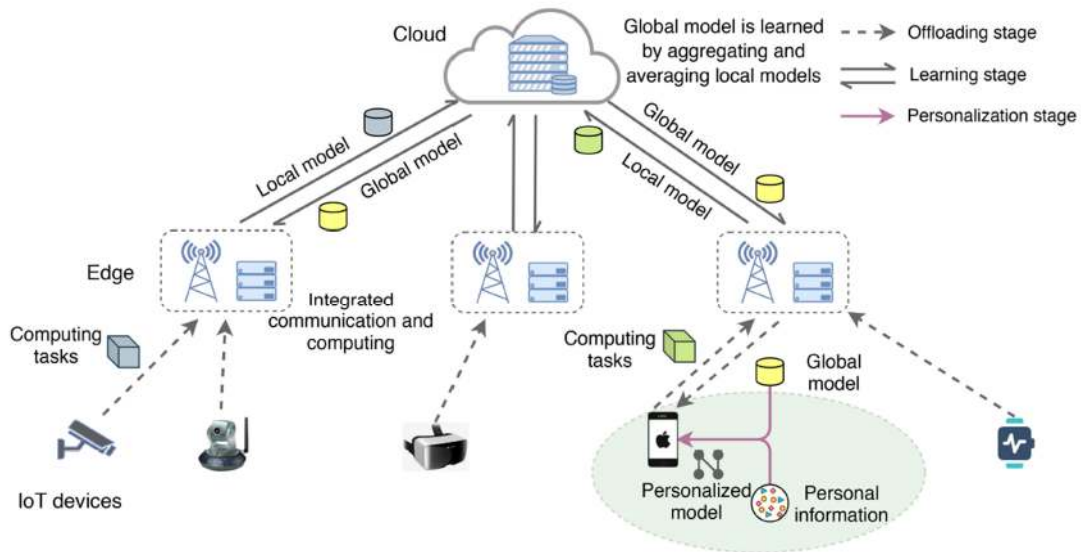 Cloud
Global model is learned
by aggregating and
averaging local models
Offloading stage
Learning stage
Personalization stage
Local model
Global model
Global model
Local model
Edge
Integrated
communication and
computing
Computing
tasks
Computing
tasks
Global
model
IoT devices
Personalized
model
Personal
information